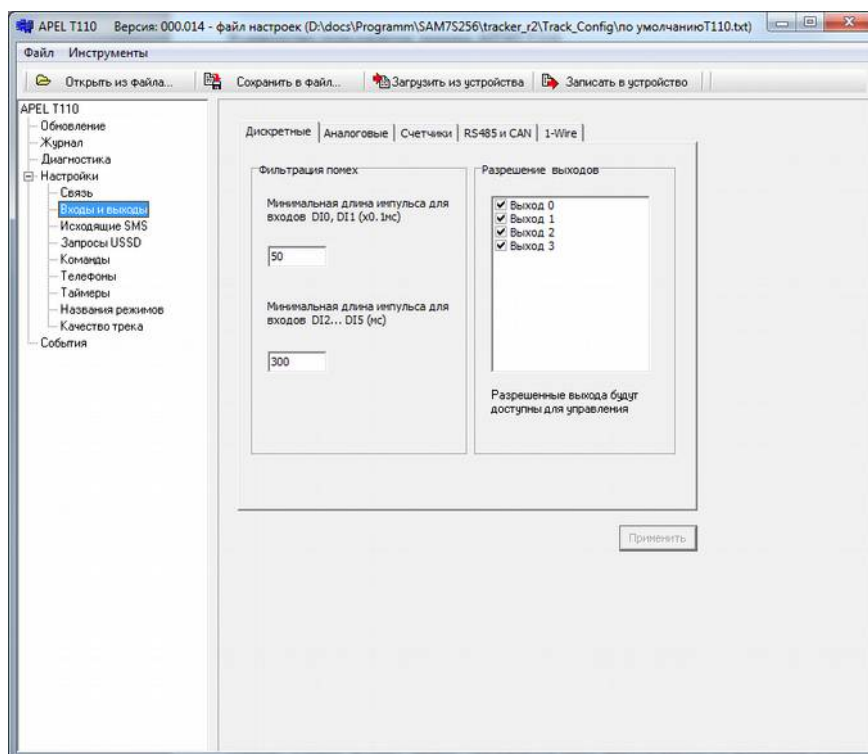 APEL T110 Версия: 000.014 - файл настроек (D:\docs\Programm\SAM7S256\tracker_r2\Track_Config\по умолчаниюТ110.txt)
Файл Инструменты
Открыть из файла... Сохранить в файл... Загрузить из устройства Записать в устройство
APEL T110
Обновление
Журнал
Диагностика
Настройки
Связь
Входы и выходы
Исходящие SMS
Запросы USSD
Команды
Телефоны
Таймеры
Названия режимов
Качество трека
События
Дискретные Аналоговые Счетчики RS485 и CAN 1-Wire
Фильтрация помех
Минимальная длина импульса для
входов DI0, DI1 (x0.1мс)
50
Минимальная длина импульса для
входов DI2... DI5 (мс)
300
Разрешение выходов
Выход 0
Выход 1
Выход 2
Выход 3
Разрешенные выхода будут
доступны для управления
Применить